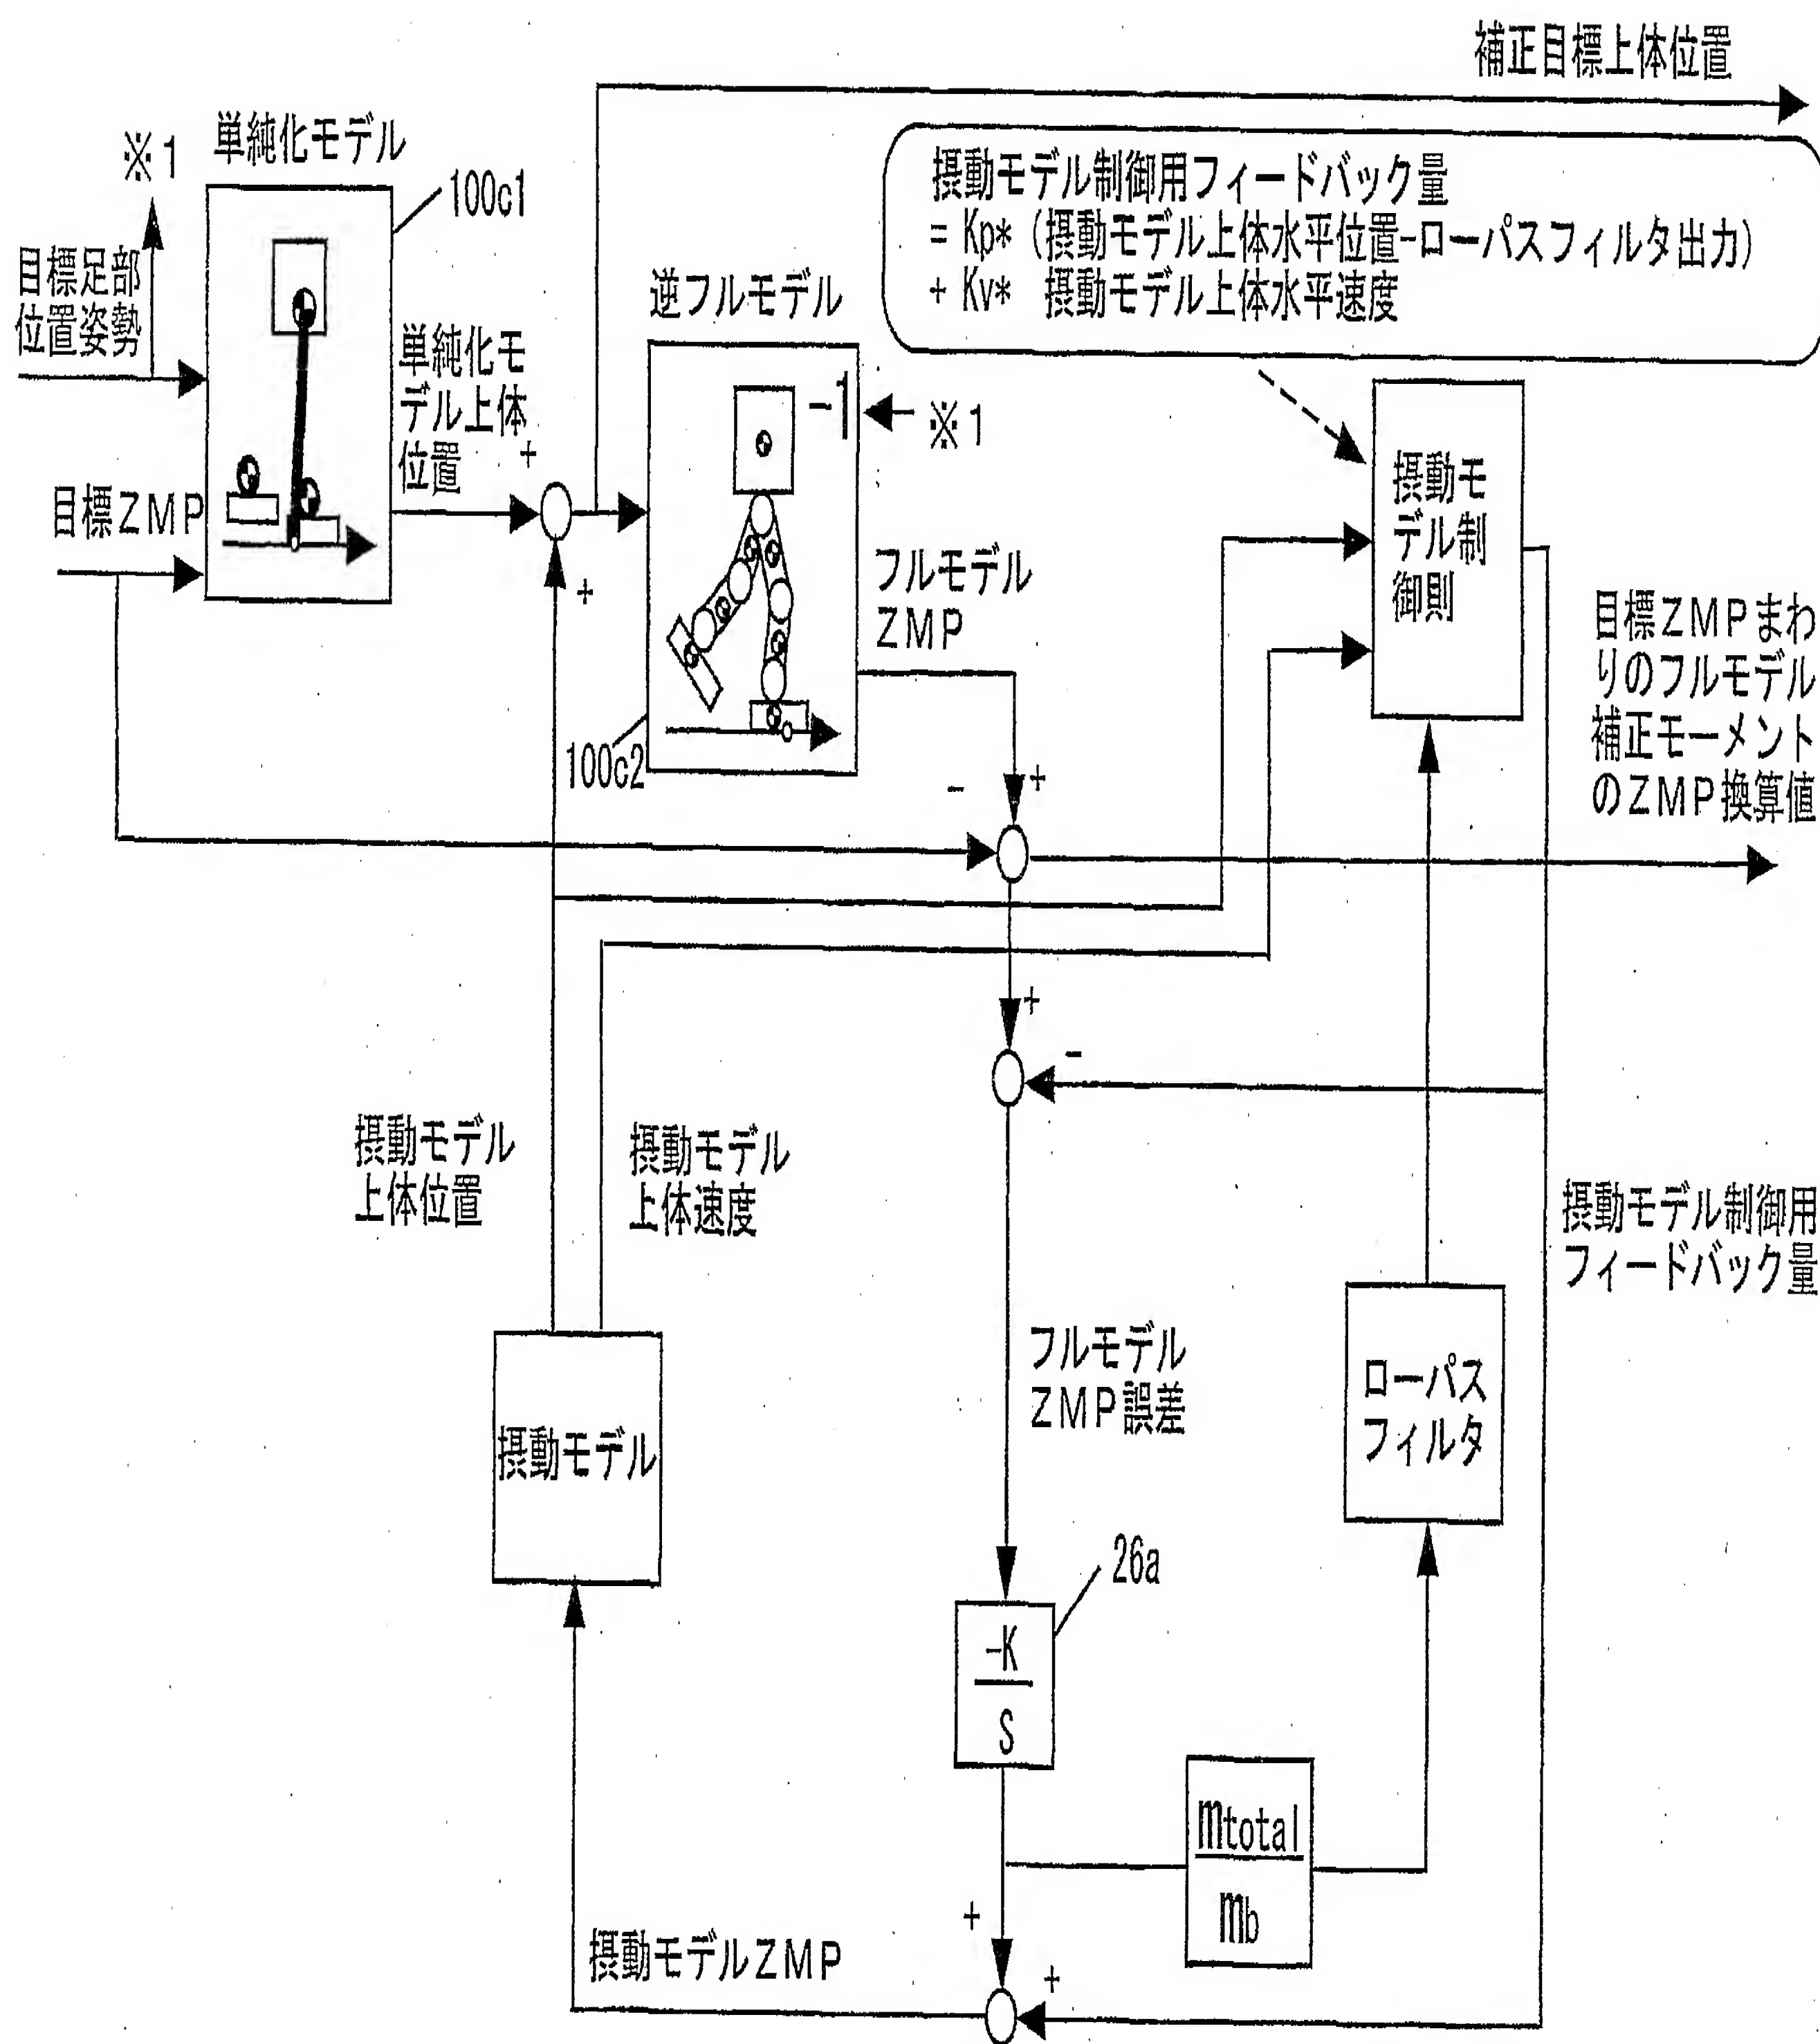 補正目標上体位置
※1
単純化モデル
100c1
摂動モデル制御用フィードバック量
= Kp* (摂動モデル上体水平位置-ローパスフィルタ出力)
+ Kv* 摂動モデル上体水平速度
目標足部
位置姿勢
逆フルモデル
単純化モ
デル上体
位置
+
-1
※1
目標ZMP
+
摂動モ
デル制
御則
フルモデル
ZMP
100c2
目標ZMPまわ
りのフルモデル
補正モーメント
のZMP換算値
-
+
+
-
摂動モデル
上体位置
摂動モデル
上体速度
摂動モデル制御用
フィードバック量
フルモデル
ZMP誤差
ローパス
フィルタ
摂動モデル
26a
-K
S
mtotal
mb
+
摂動モデルZMP
+